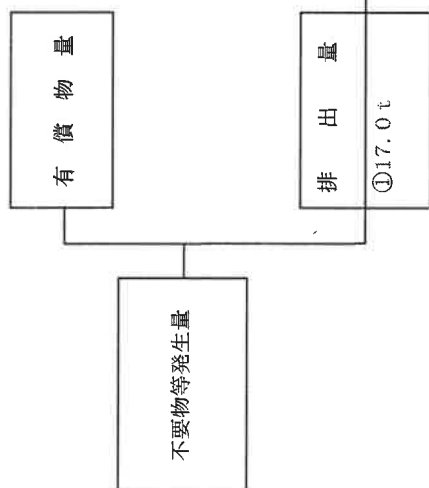 不要物等発生量
有償物量
排出量
①17.0t